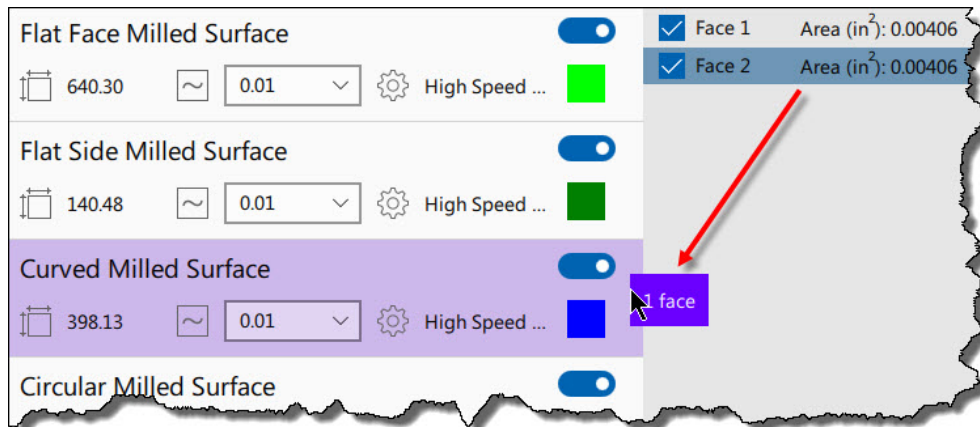 Flat Face Milled Surface
640.30 0.01 High Speed ...
Flat Side Milled Surface
140.48 0.01 High Speed ...
Curved Milled Surface
398.13 0.01 High Speed ...
Circular Milled Surface
Face 1 Area (in²): 0.00406
Face 2 Area (in²): 0.00406
1 face